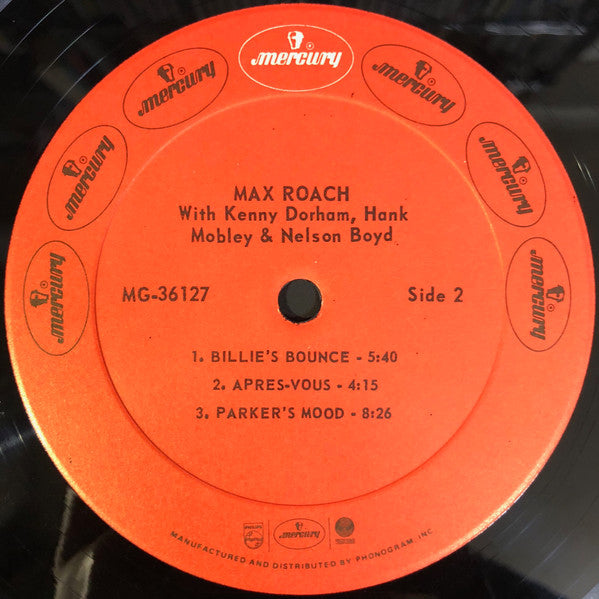 mercury
mercury
mercury
mercury
mercury
mercury
mercury
MAX ROACH
With Kenny Dorham, Hank
Mobley & Nelson Boyd
MG-36127
Side 2
1. BILLIE'S BOUNCE - 5:40
2. APRES-VOUS - 4:15
3. PARKER'S MOOD - 8:26
PHILIPS
mercury
MANUFACTURED AND DISTRIBUTED BY PHONOGRAM, INC.